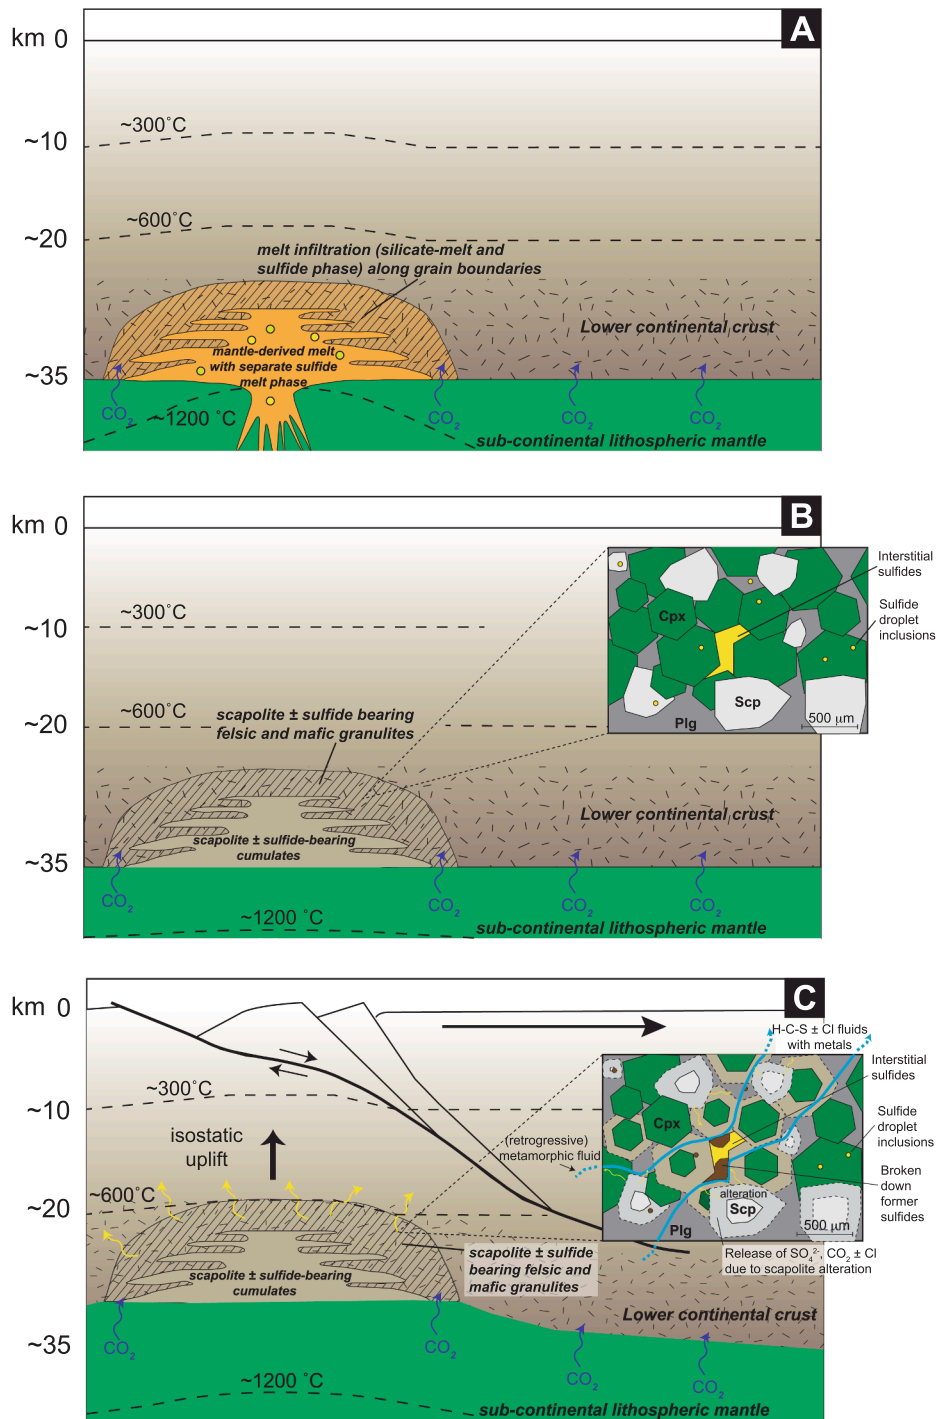 A
km 0
~300˚C
~10
~600˚C
~20
melt infiltration (silicate-melt and
sulfide phase) along grain boundaries
Lower continental crust
mantle-derived melt
with separate sulfide
melt phase
~35
CO2
CO2
CO2
CO2
~1200 ˚C
sub-continental lithospheric mantle
B
km 0
Interstitial
sulfides
~300˚C
Cpx
Sulfide
droplet
inclusions
~10
Scp
~600˚C
scapolite ± sulfide bearing
felsic and mafic granulites
~20
Plg
500 µm
Lower continental crust
scapolite ± sulfide-bearing
cumulates
~35
CO2
CO2
CO2
CO2
~1200 ˚C
sub-continental lithospheric mantle
C
km 0
H-C-S ± Cl fluids
with metals
Interstitial
sulfides
~300˚C
~10
Cpx
Sulfide
droplet
inclusions
isostatic
uplift
(retrogressive)
metamorphic fluid
Broken
down
former
sulfides
~600˚C
alteration
Scp
~20
Plg
500 µm
Release of SO4²⁻, CO2 ± Cl
due to scapolite alteration
scapolite ± sulfide
bearing felsic and
mafic granulites
scapolite ± sulfide-bearing
cumulates
Lower continental crust
~35
CO2
CO2
CO2
CO2
~1200 ˚C
sub-continental lithospheric mantle